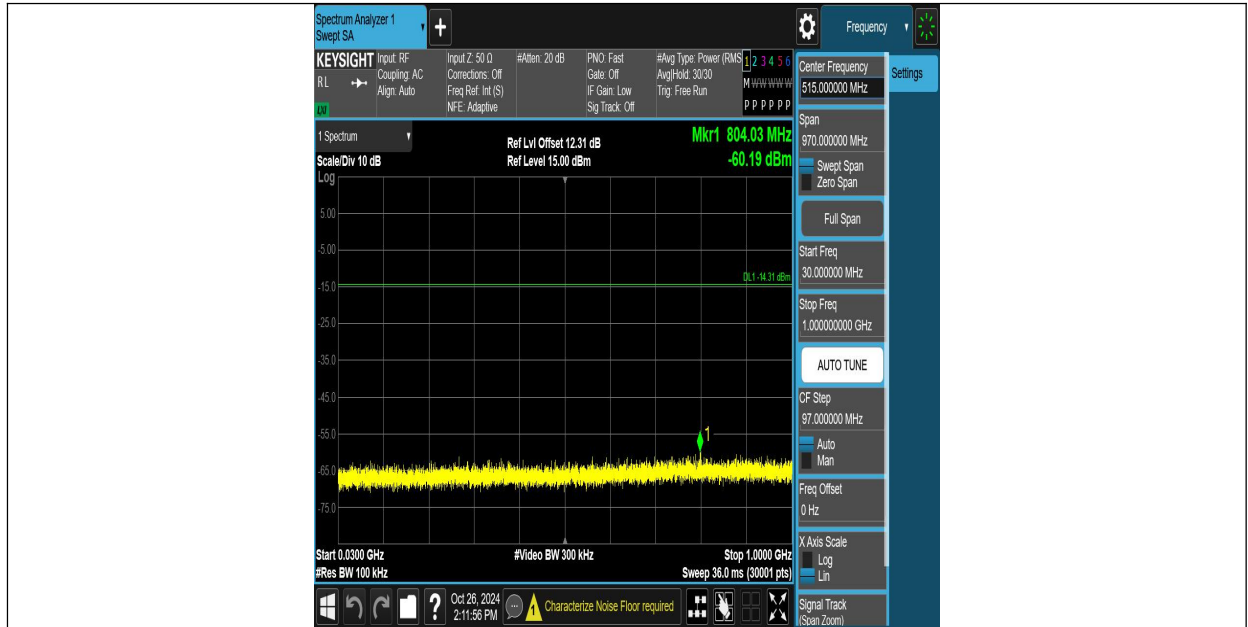 Spectrum Analyzer 1
Swept SA
+
Frequency
KEYSIGHT
RL
LXI
Input: RF
Coupling: AC
Align: Auto
Input Z: 50 Ω
Corrections: Off
Freq Ref: Int (S)
NFE: Adaptive
#Atten: 20 dB
PNO: Fast
Gate: Off
IF Gain: Low
Sig Track: Off
#Avg Type: Power (RMS
Avg|Hold: 30/30
Trig: Free Run
1 2 3 4 5 6
M W W W W W
P P P P P P
1 Spectrum
Scale/Div 10 dB
Log
Ref Lvl Offset 12.31 dB
Ref Level 15.00 dBm
Mkr1 804.03 MHz
-60.19 dBm
5.00
-5.00
DL1 -14.31 dBm
-15.0
-25.0
-35.0
-45.0
-55.0
1
-65.0
-75.0
Start 0.0300 GHz
#Res BW 100 kHz
#Video BW 300 kHz
Stop 1.0000 GHz
Sweep 36.0 ms (30001 pts)
?
Oct 26, 2024
2:11:56 PM
Characterize Noise Floor required
Center Frequency
515.000000 MHz
Span
970.000000 MHz
Swept Span
Zero Span
Full Span
Start Freq
30.000000 MHz
Stop Freq
1.000000000 GHz
AUTO TUNE
CF Step
97.000000 MHz
Auto
Man
Freq Offset
0 Hz
X Axis Scale
Log
Lin
Signal Track
(Span Zoom)
Settings